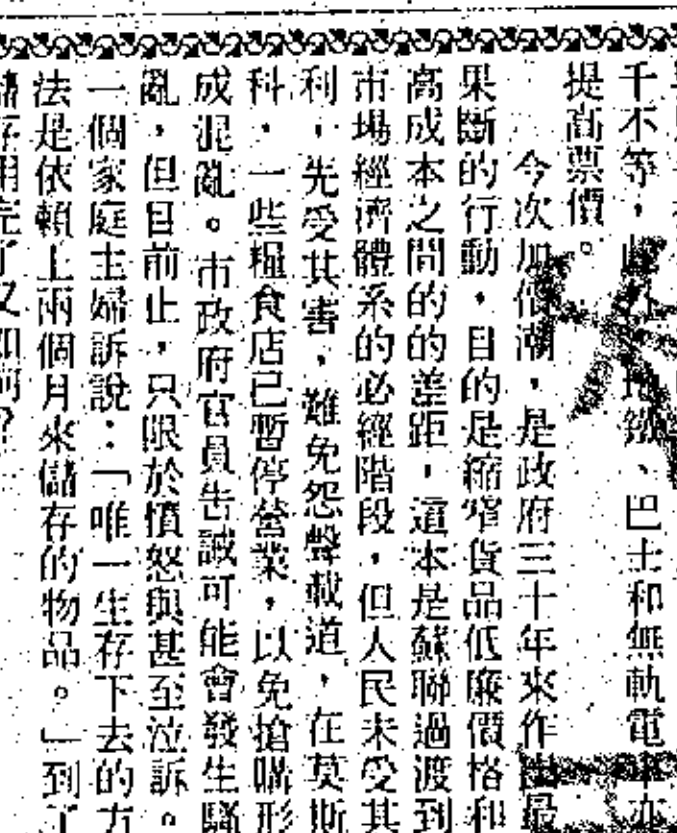 千不等，此外，地鐵、巴士和無軌電車亦
提高票價。
今次加價潮，是政府三十年來作出最
果斷的行動，目的是縮窄貨品低廉價格和
高成本之間的的差距，這本是蘇聯過渡到
市場經濟體系的必經階段，但人民未受其
利，先受其害，難免怨聲載道，在莫斯
科，一些糧食店已暫停營業，以免搶購形
成混亂。市政府官員告誡可能會發生騷
亂，但目前止，只限於憤怒與甚至泣訴。
一個家庭主婦訴說：「唯一生存下去的方
法是依賴上兩個月來儲存的物品。」到了
儲存用完了又如何？